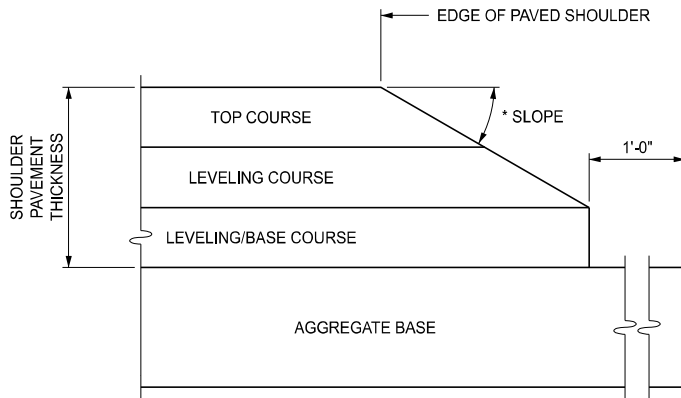 EDGE OF PAVED SHOULDER
TOP COURSE
* SLOPE
1'-0"
SHOULDER
PAVEMENT
THICKNESS
LEVELING COURSE
LEVELING/BASE COURSE
AGGREGATE BASE